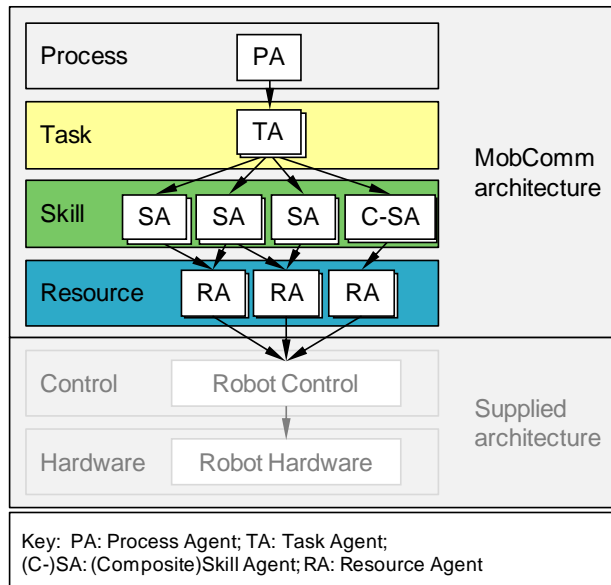 Process PA
Task TA
MobComm
architecture
Skill SA SA SA C-SA
Resource RA RA RA
Control Robot Control
Supplied
architecture
Hardware Robot Hardware
Key: PA: Process Agent; TA: Task Agent;
(C-)SA: (Composite)Skill Agent; RA: Resource Agent